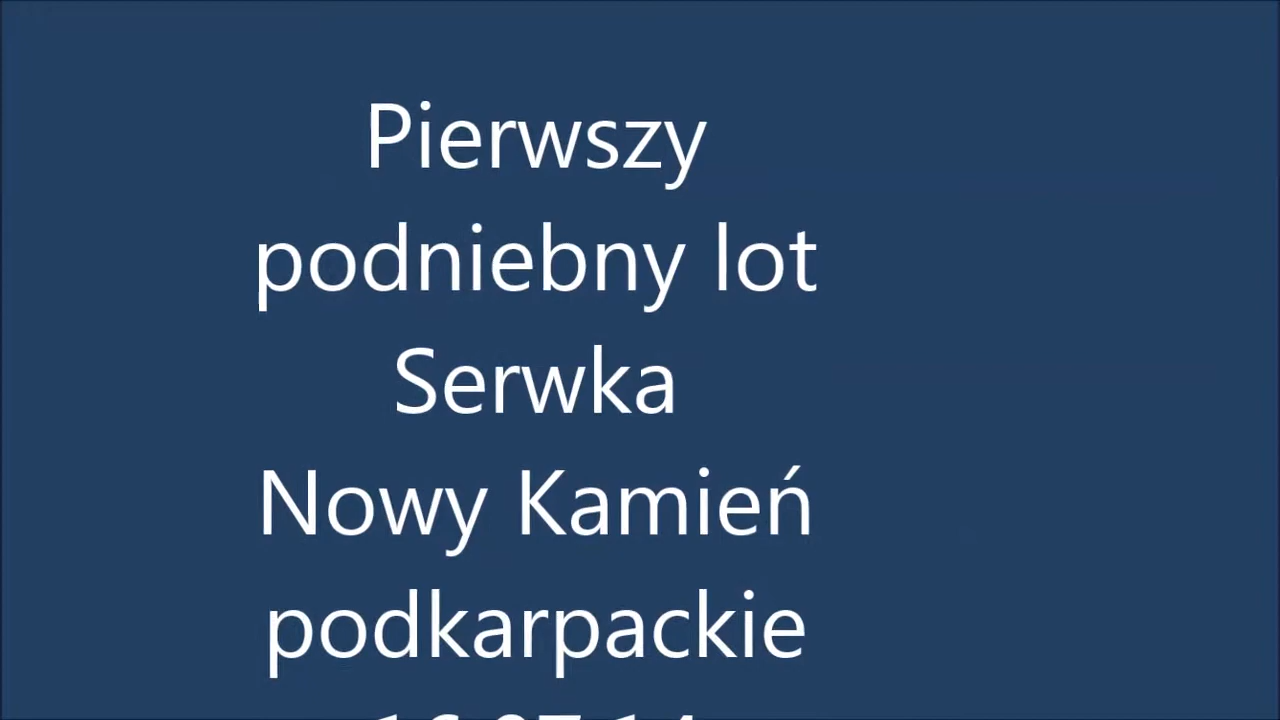 Pierwszy
podniebny lot
Serwka
Nowy Kamień
podkarpackie